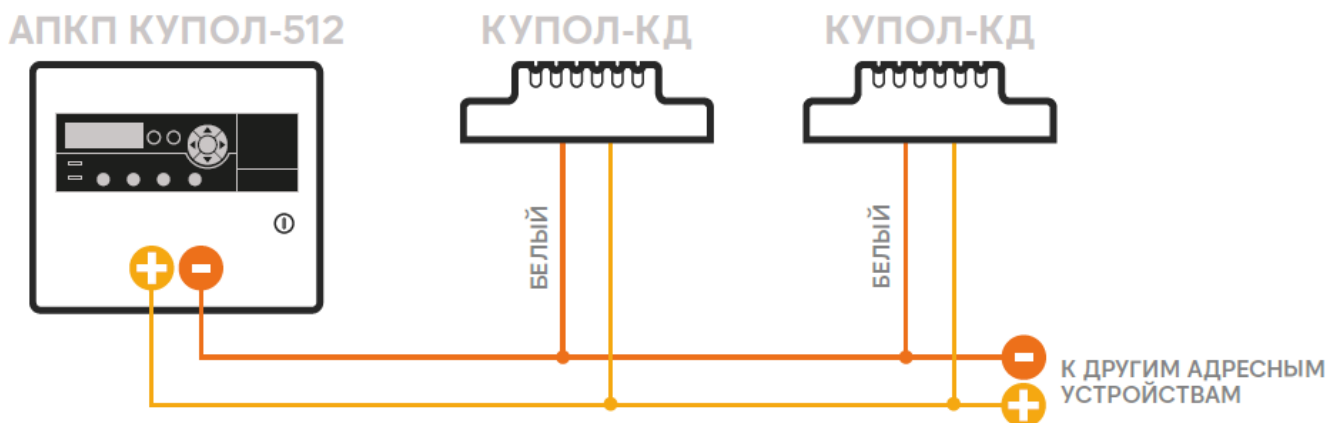 АПКП КУПОЛ-512
КУПОЛ-КД
КУПОЛ-КД
БЕЛЫЙ
БЕЛЫЙ
+
-
-
+
К ДРУГИМ АДРЕСНЫМ
УСТРОЙСТВАМ